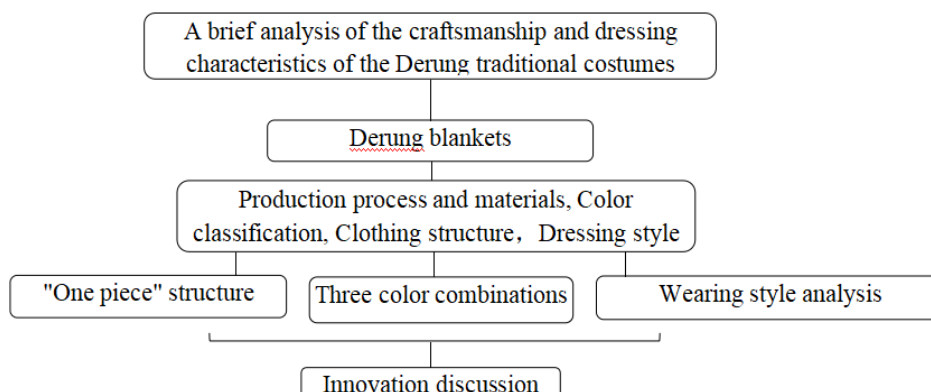 A brief analysis of the craftsmanship and dressing
characteristics of the Derung traditional costumes
Derung blankets
Production process and materials, Color
classification, Clothing structure，Dressing style
"One piece" structure
Three color combinations
Wearing style analysis
Innovation discussion